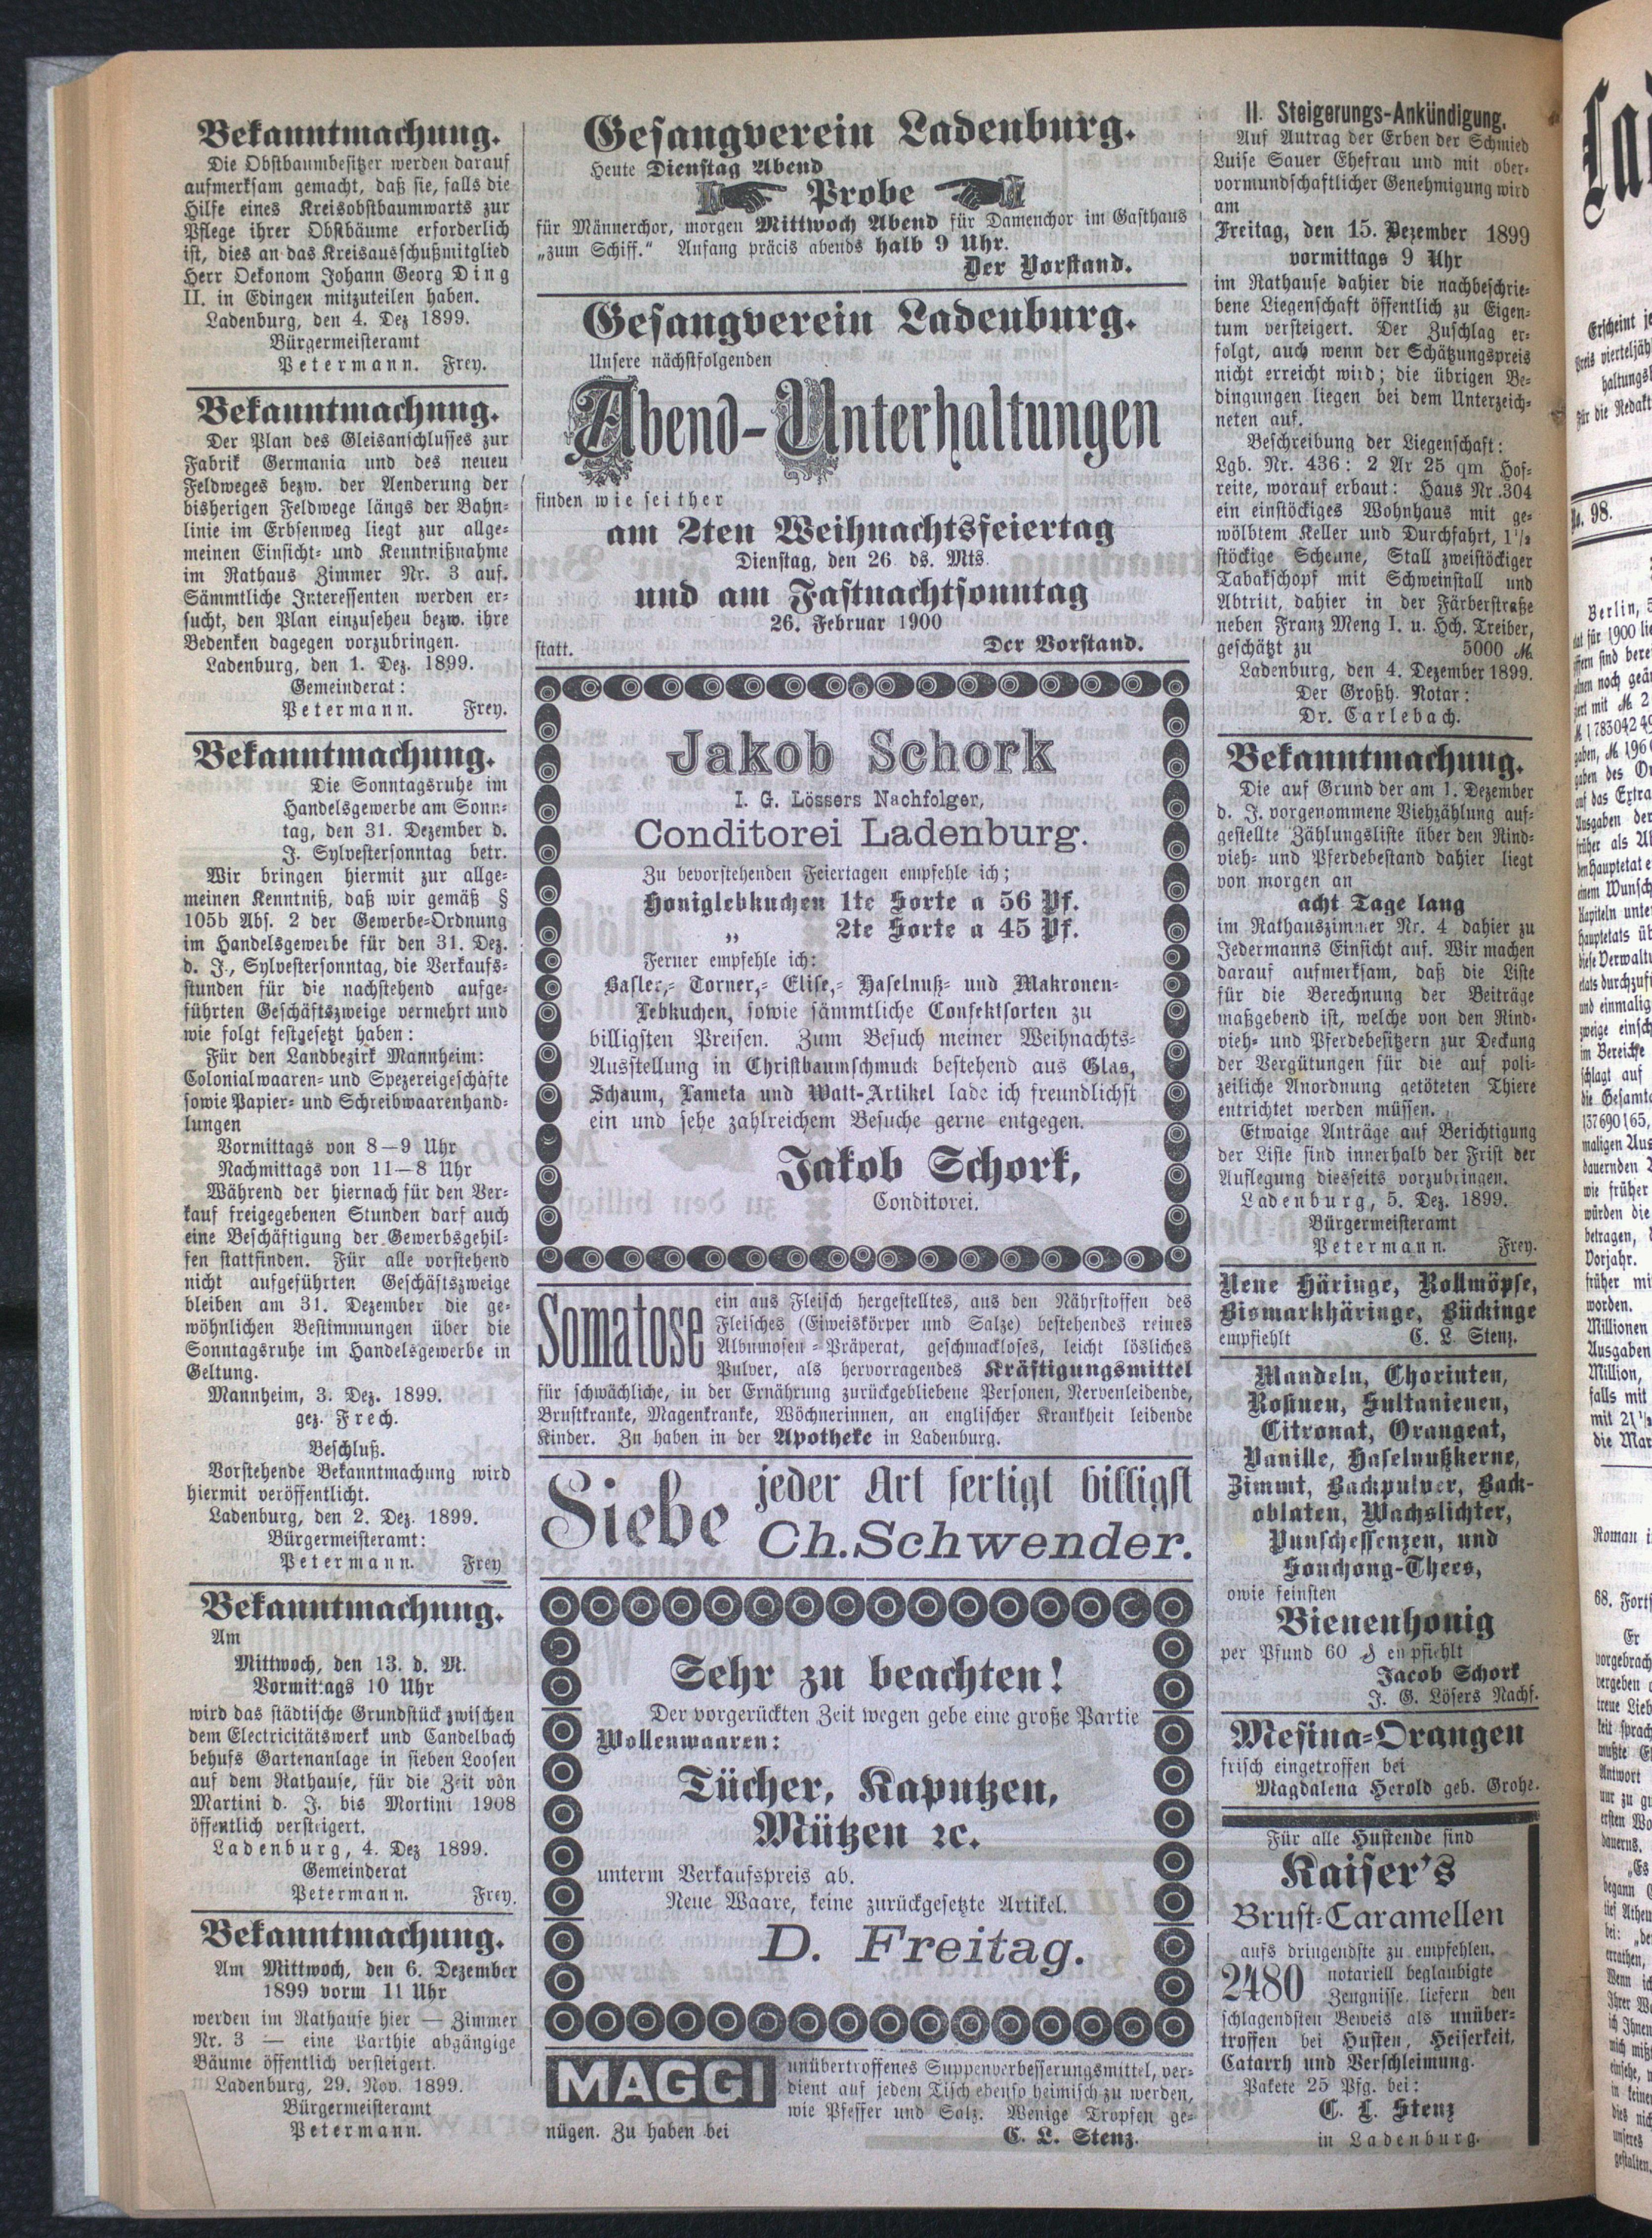 Bekanntmachung.
Die Obstbaumbesitzer werden darauf
aufmerksam gemacht, daß sie, falls die
Hilfe eines Kreisobstbaumwarts zur
Pflege ihrer Obstbäume erforderlich
ist, dies an das Kreisausschußmitglied
Herr Oekonom Johann Georg Ding
II. in Edingen mitzuteilen haben.
Ladenburg, den 4. Dez 1899.
Bürgermeisteramt
Petermann. Frey.
Bekanntmachung.
Der Plan des Gleisanschlusses zur
Fabrik Germania und des neuen
Feldweges bezw. der Aenderung der
bisherigen Feldwege längs der Bahn-
linie im Erbsenweg liegt zur allge-
meinen Einsicht- und Kenntnißnahme
im Rathaus Zimmer Nr. 3 auf.
Sämmtliche Interessenten werden er-
sucht, den Plan einzusehen bezw. ihre
Bedenken dagegen vorzubringen.
Ladenburg, den 1. Dez. 1899.
Gemeinderat:
Petermann. Frey.
Bekanntmachung.
Die Sonntagsruhe im
Handelsgewerbe am Sonn-
tag, den 31. Dezember d.
J. Sylvestersonntag betr.
Wir bringen hiermit zur allge-
meinen Kenntniß, daß wir gemäß §
105b Abs. 2 der Gewerbe-Ordnung
im Handelsgewerbe für den 31. Dez.
d. J., Sylvestersonntag, die Verkaufs-
stunden für die nachstehend aufge-
führten Geschäftszweige vermehrt und
wie folgt festgesetzt haben:
Für den Landbezirk Mannheim:
Colonialwaaren- und Spezereigeschäfte
sowie Papier- und Schreibwaarenhand-
lungen
Vormittags von 8—9 Uhr
Nachmittags von 11—8 Uhr
Während der hiernach für den Ver-
kauf freigegebenen Stunden darf auch
eine Beschäftigung der Gewerbsgehil-
fen stattfinden. Für alle vorstehend
nicht aufgeführten Geschäftszweige
bleiben am 31. Dezember die ge-
wöhnlichen Bestimmungen über die
Sonntagsruhe im Handelsgewerbe in
Geltung.
Mannheim, 3. Dez. 1899.
gez. Frech.
Beschluß.
Vorstehende Bekanntmachung wird
hiermit veröffentlicht.
Ladenburg, den 2. Dez. 1899.
Bürgermeisteramt:
Petermann. Frey
Bekanntmachung.
Am
Mittwoch, den 13. d. M.
Vormittags 10 Uhr
wird das städtische Grundstück zwischen
dem Electricitätswerk und Candelbach
behufs Gartenanlage in sieben Loosen
auf dem Rathause, für die Zeit von
Martini d. J. bis Mortini 1908
öffentlich versteigert.
Ladenburg, 4. Dez 1899.
Gemeinderat
Petermann. Frey.
Bekanntmachung.
Am Mittwoch, den 6. Dezember
1899 vorm 11 Uhr
werden im Rathause hier — Zimmer
Nr. 3 — eine Parthie abgängige
Bäume öffentlich versteigert.
Ladenburg, 29. Nov. 1899.
Bürgermeisteramt
Petermann.
Gesangverein Ladenburg.
Heute Dienstag Abend
Probe
für Männerchor, morgen Mittwoch Abend für Damenchor im Gasthaus
„zum Schiff.“ Anfang präcis abends halb 9 Uhr.
Der Vorstand.
Gesangverein Ladenburg.
Unsere nächstfolgenden
Abend-Unterhaltungen
finden wie seither
am 2ten Weihnachtsfeiertag
Dienstag, den 26 ds. Mts.
und am Fastnachtsonntag
26. Februar 1900
statt. Der Vorstand.
Jakob Schork
I. G. Lössers Nachfolger,
Conditorei Ladenburg.
Zu bevorstehenden Feiertagen empfehle ich;
Honiglebkuchen 1te Sorte a 56 Pf.
„ 2te Sorte a 45 Pf.
Ferner empfehle ich:
Basler,- Torner,- Elise,- Haselnuß- und Makronen-
Lebkuchen, sowie sämmtliche Confektsorten zu
billigsten Preisen. Zum Besuch meiner Weihnachts-
Ausstellung in Christbaumschmuck bestehend aus Glas,
Schaum, Lameta und Watt-Artikel lade ich freundlichst
ein und sehe zahlreichem Besuche gerne entgegen.
Jakob Schork,
Conditorei.
Somatose ein aus Fleisch hergestelltes, aus den Nährstoffen des
Fleisches (Eiweiskörper und Salze) bestehendes reines
Albumosen-Präperat, geschmackloses, leicht lösliches
Pulver, als hervorragendes Kräftigungsmittel
für schwächliche, in der Ernährung zurückgebliebene Personen, Nervenleidende,
Brustkranke, Magenkranke, Wöchnerinnen, an englischer Krankheit leidende
Kinder. Zu haben in der Apotheke in Ladenburg.
Siebe jeder Art fertigt billigst
Ch. Schwender.
Sehr zu beachten!
Der vorgerückten Zeit wegen gebe eine große Partie
Wollenwaaren:
Tücher, Kaputzen,
Mützen ꝛc.
unterm Verkaufspreis ab.
Neue Waare, keine zurückgesetzte Artikel.
D. Freitag.
MAGGI unübertroffenes Suppenverbesserungsmittel, ver-
dient auf jedem Tisch ebenso heimisch zu werden,
wie Pfeffer und Salz. Wenige Tropfen ge-
nügen. Zu haben bei C. L. Stenz.
II. Steigerungs-Ankündigung.
Auf Antrag der Erben der Schmied
Luise Sauer Ehefrau und mit ober-
vormundschaftlicher Genehmigung wird
am
Freitag, den 15. Dezember 1899
vormittags 9 Uhr
im Rathause dahier die nachbeschrie-
bene Liegenschaft öffentlich zu Eigen-
tum versteigert. Der Zuschlag er-
folgt, auch wenn der Schätzungspreis
nicht erreicht wird; die übrigen Be-
dingungen liegen bei dem Unterzeich-
neten auf.
Beschreibung der Liegenschaft:
Lgb. Nr. 436: 2 Ar 25 qm Hof-
reite, worauf erbaut: Haus Nr. 304
ein einstöckiges Wohnhaus mit ge-
wölbtem Keller und Durchfahrt, 1 1/2
stöckige Scheune, Stall zweistöckiger
Tabakschopf mit Schweinstall und
Abtritt, dahier in der Färberstraße
neben Franz Meng I. u. Hch. Treiber,
geschätzt zu 5000 M.
Ladenburg, den 4. Dezember 1899.
Der Großh. Notar:
Dr. Carlebach.
Bekanntmachung.
Die auf Grund der am 1. Dezember
d. J. vorgenommene Viehzählung auf-
gestellte Zählungsliste über den Rind-
vieh- und Pferdebestand dahier liegt
von morgen an
acht Tage lang
im Rathauszimmer Nr. 4 dahier zu
Jedermanns Einsicht auf. Wir machen
darauf aufmerksam, daß die Liste
für die Berechnung der Beiträge
maßgebend ist, welche von den Rind-
vieh- und Pferdebesitzern zur Deckung
der Vergütungen für die auf poli-
zeiliche Anordnung getöteten Thiere
entrichtet werden müssen.
Etwaige Anträge auf Berichtigung
der Liste sind innerhalb der Frist der
Auflegung diesseits vorzubringen.
Ladenburg, 5. Dez. 1899.
Bürgermeisteramt
Petermann. Frey.
Neue Häringe, Rollmöpse,
Bismarkhäringe, Bückinge
empfiehlt C. L. Stenz.
Mandeln, Chorinten,
Rosinen, Sultanienen,
Citronat, Orangeat,
Vanille, Haselnußkerne,
Zimmt, Backpulver, Back-
oblaten, Wachslichter,
Punschessenzen, und
Souchong-Thees,
owie feinsten
Bienenhonig
per Pfund 60 ₰ empfiehlt
Jacob Schork
J. G. Lösers Nachf.
Mesina-Orangen
frisch eingetroffen bei
Magdalena Herold geb. Grohe.
Für alle Hustende sind
Kaiser's
Brust-Caramellen
aufs dringendste zu empfehlen.
2480 notariell beglaubigte
Zeugnisse liefern den
schlagendsten Beweis als unüber-
troffen bei Husten, Heiserkeit,
Catarrh und Verschleimung.
Pakete 25 Pfg. bei:
C. L. Stenz
in Ladenburg.
No. 98.